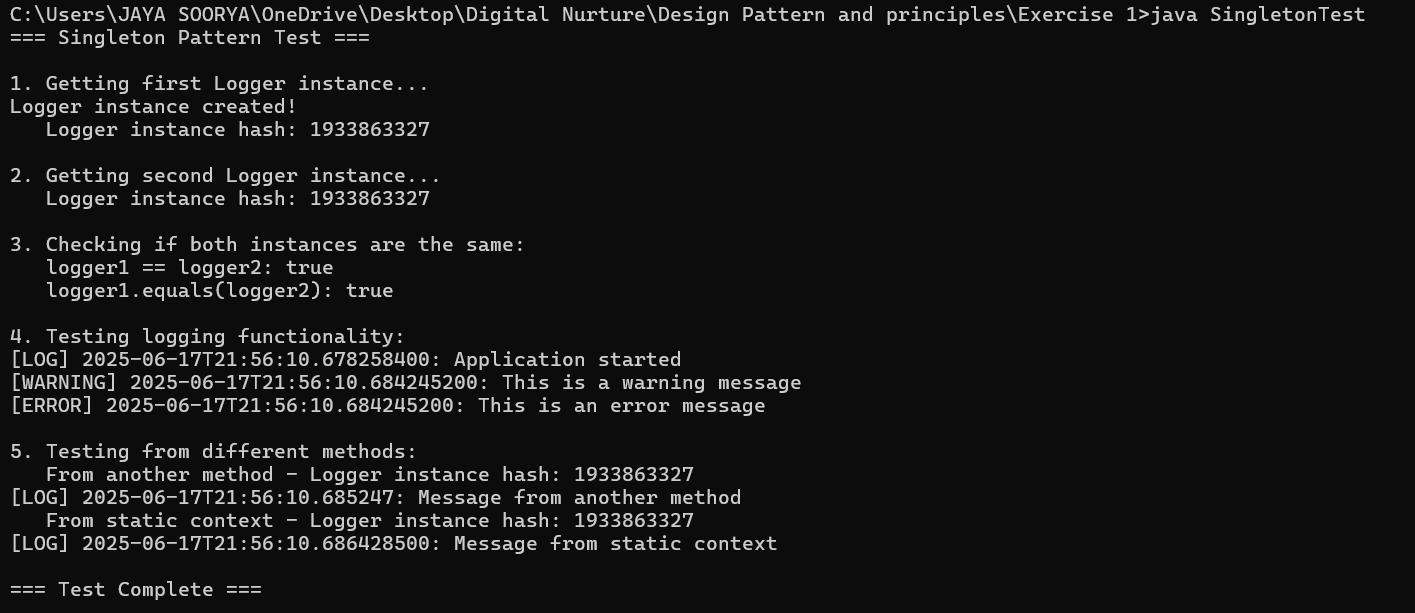 C:\Users\JAYA SOORYA\OneDrive\Desktop\Digital Nurture\Design Pattern and principles\Exercise 1>java SingletonTest
=== Singleton Pattern Test ===
1. Getting first Logger instance...
Logger instance created!
   Logger instance hash: 1933863327
2. Getting second Logger instance...
   Logger instance hash: 1933863327
3. Checking if both instances are the same:
   logger1 == logger2: true
   logger1.equals(logger2): true
4. Testing logging functionality:
[LOG] 2025-06-17T21:56:10.678258400: Application started
[WARNING] 2025-06-17T21:56:10.684245200: This is a warning message
[ERROR] 2025-06-17T21:56:10.684245200: This is an error message
5. Testing from different methods:
   From another method - Logger instance hash: 1933863327
[LOG] 2025-06-17T21:56:10.685247: Message from another method
   From static context - Logger instance hash: 1933863327
[LOG] 2025-06-17T21:56:10.686428500: Message from static context
=== Test Complete ===